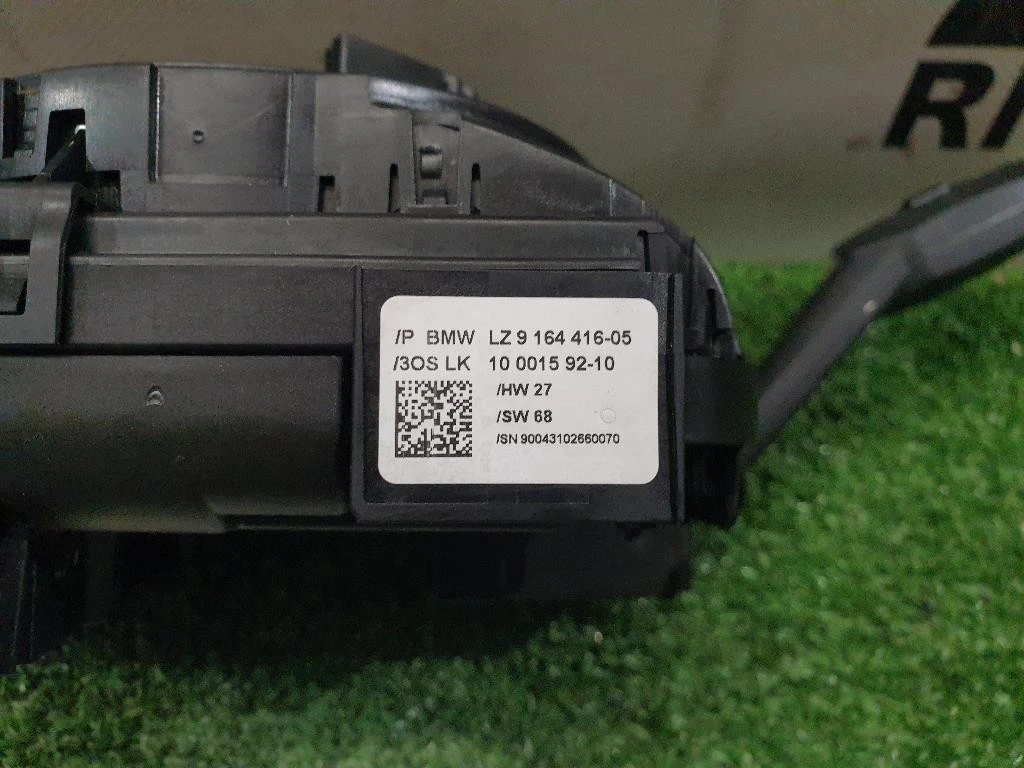 /P BMW LZ 9 164 416-05
/3OS LK 10 0015 92-10
/HW 27
/SW 68
/SN 90043102660070